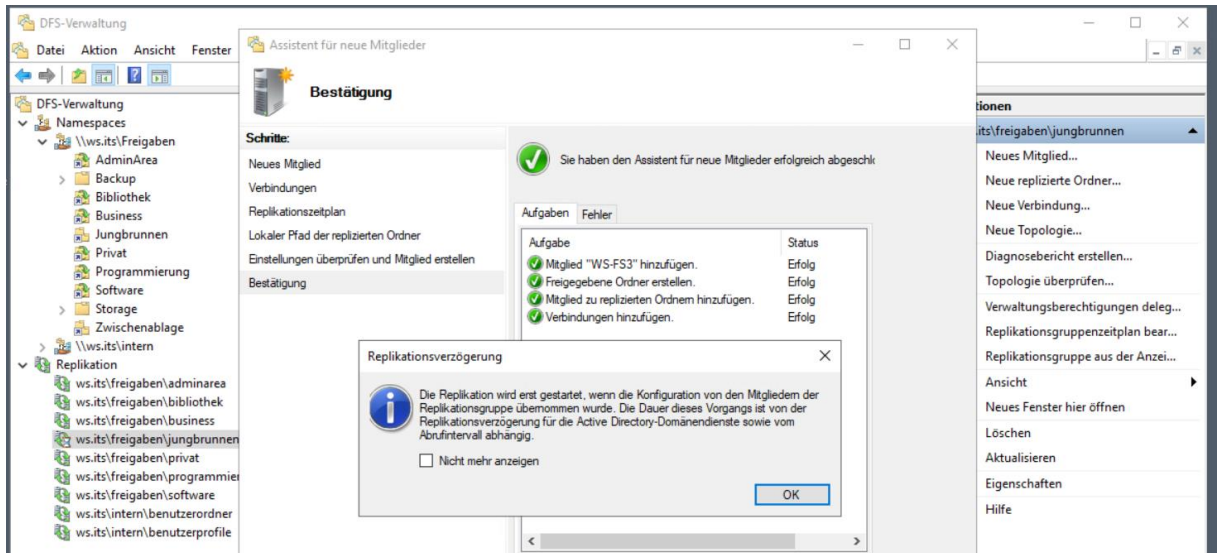 DFS-Verwaltung
Datei Aktion Ansicht Fenster
DFS-Verwaltung
Namespaces
\\ws.its\Freigaben
AdminArea
Backup
Bibliothek
Business
Jungbrunnen
Privat
Programmierung
Software
Storage
Zwischenablage
\\ws.its\intern
Replikation
ws.its\freigaben\adminarea
ws.its\freigaben\bibliothek
ws.its\freigaben\business
ws.its\freigaben\jungbrunnen
ws.its\freigaben\privat
ws.its\freigaben\programmier
ws.its\freigaben\software
ws.its\intern\benutzerordner
ws.its\intern\benutzerprofile
Assistent für neue Mitglieder
Bestätigung
Schritte:
Neues Mitglied
Verbindungen
Replikationszeitplan
Lokaler Pfad der replizierten Ordner
Einstellungen überprüfen und Mitglied erstellen
Bestätigung
Sie haben den Assistent für neue Mitglieder erfolgreich abgeschlo
Aufgaben Fehler
Aufgabe Status
Mitglied "WS-FS3" hinzufügen. Erfolg
Freigegebene Ordner erstellen. Erfolg
Mitglied zu replizierten Ordnern hinzufügen. Erfolg
Verbindungen hinzufügen. Erfolg
Replikationsverzögerung
Die Replikation wird erst gestartet, wenn die Konfiguration von den Mitgliedern der
Replikationsgruppe übernommen wurde. Die Dauer dieses Vorgangs ist von der
Replikationsverzögerung für die Active Directory-Domänendienste sowie vom
Abrufintervall abhängig.
Nicht mehr anzeigen
OK
tionen
.its\freigaben\jungbrunnen
Neues Mitglied...
Neue replizierte Ordner...
Neue Verbindung...
Neue Topologie...
Diagnosebericht erstellen...
Topologie überprüfen...
Verwaltungsberechtigungen deleg...
Replikationsgruppenzeitplan bear...
Replikationsgruppe aus der Anzei...
Ansicht
Neues Fenster hier öffnen
Löschen
Aktualisieren
Eigenschaften
Hilfe